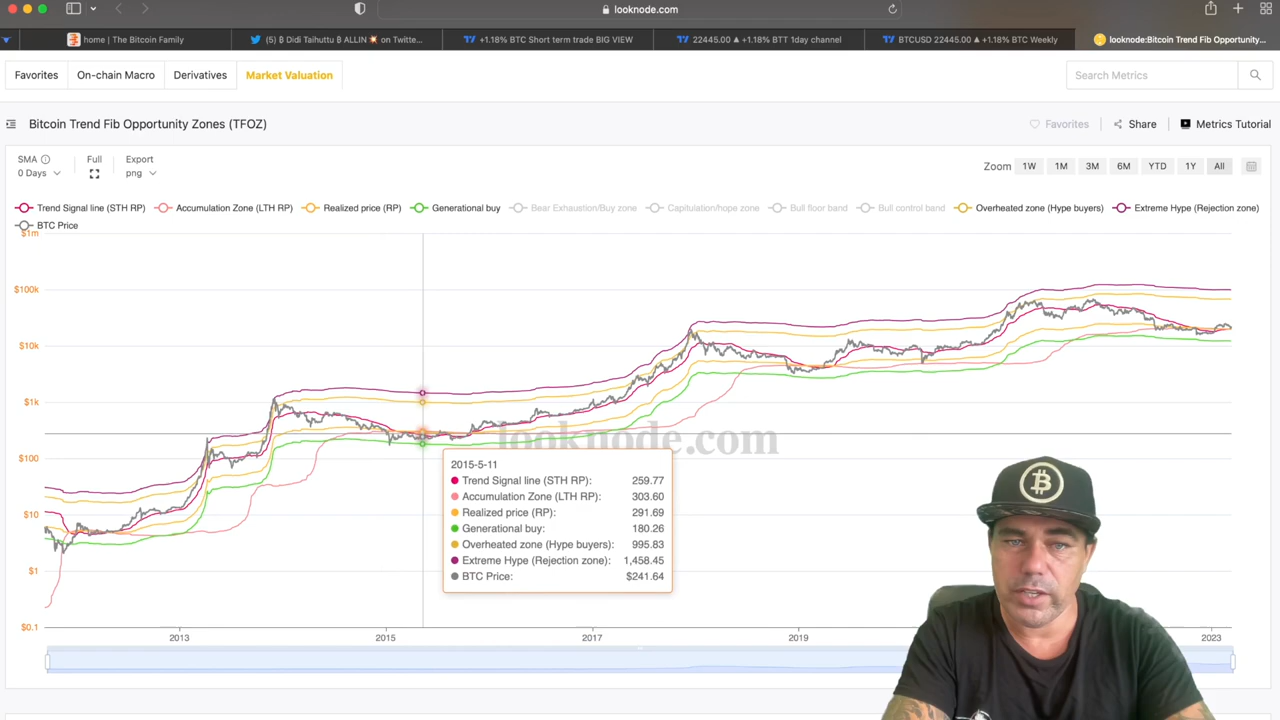 looknode.com
home | The Bitcoin Family
(5) ₿ Didi Taihuttu ₿ ALLIN💥 on Twitte...
+1.18% BTC Short term trade BIG VIEW
22445.00 ▲ +1.18% BTT 1day channel
BTCUSD 22445.00 ▲ +1.18% BTC Weekly
looknode:Bitcoin Trend Fib Opportunity...
Favorites On-chain Macro Derivatives Market Valuation Search Metrics
Bitcoin Trend Fib Opportunity Zones (TFOZ) Favorites Share Metrics Tutorial
SMA Full Export
0 Days png Zoom 1W 1M 3M 6M YTD 1Y All
Trend Signal line (STH RP) Accumulation Zone (LTH RP) Realized price (RP) Generational buy Bear Exhaustion/Buy zone Capitulation/hope zone Bull floor band Bull control band Overheated zone (Hype buyers) Extreme Hype (Rejection zone)
BTC Price
$1m
$100k
$10k
$1k
$100
$10
$1
$0.1
looknode.com
2015-5-11
Trend Signal line (STH RP): 259.77
Accumulation Zone (LTH RP): 303.60
Realized price (RP): 291.69
Generational buy: 180.26
Overheated zone (Hype buyers): 995.83
Extreme Hype (Rejection zone): 1,458.45
BTC Price: $241.64
2013 2015 2017 2019 2023